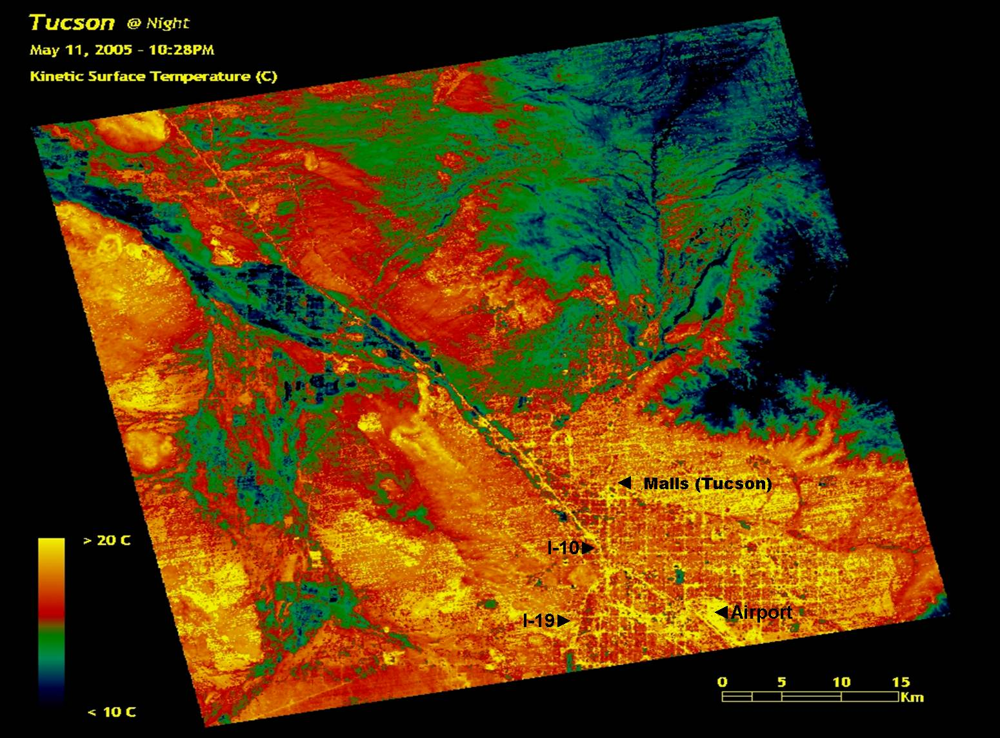 Tucson @ Night
May 11, 2005 - 10:28PM
Kinetic Surface Temperature (C)
Malls (Tucson)
> 20 C
I-10
Airport
I-19
0 5 10 15
Km
< 10 C